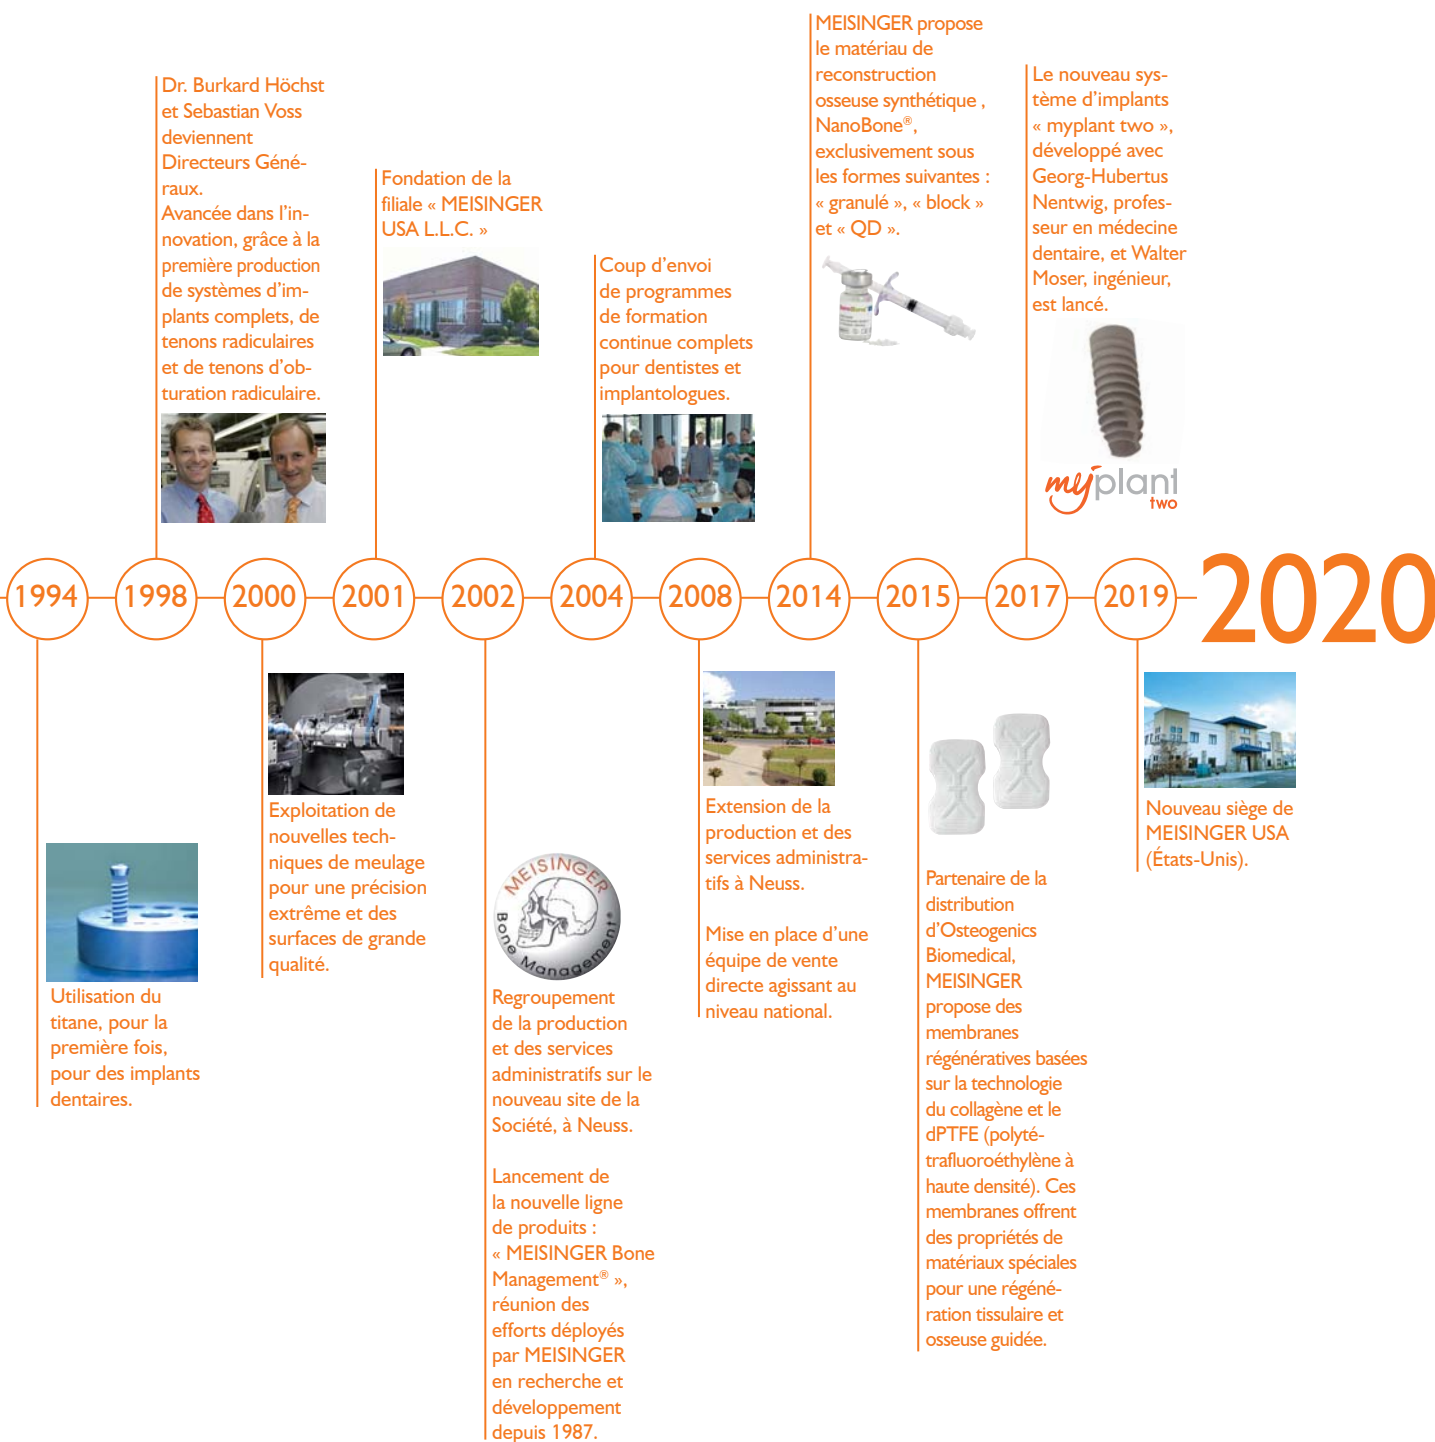 MEISINGER propose
le matériau de
reconstruction
osseuse synthétique ,
NanoBone®,
exclusivement sous
les formes suivantes :
« granulé », « block »
et « QD ».
Le nouveau sys-
tème d’implants
« myplant two »,
développé avec
Georg-Hubertus
Nentwig, profes-
seur en médecine
dentaire, et Walter
Moser, ingénieur,
est lancé.
myplant
two
Dr. Burkard Höchst
et Sebastian Voss
deviennent
Directeurs Géné-
raux.
Avancée dans l’in-
novation, grâce à la
première production
de systèmes d’im-
plants complets, de
tenons radiculaires
et de tenons d’ob-
turation radiculaire.
Fondation de la
filiale « MEISINGER
USA L.L.C. »
Coup d’envoi
de programmes
de formation
continue complets
pour dentistes et
implantologues.
1994
1998
2000
2001
2002
2004
2008
2014
2015
2017
2019
2020
Utilisation du
titane, pour la
première fois,
pour des implants
dentaires.
Exploitation de
nouvelles tech-
niques de meulage
pour une précision
extrême et des
surfaces de grande
qualité.
MEISINGER
Bone Management®
Regroupement
de la production
et des services
administratifs sur le
nouveau site de la
Société, à Neuss.
Lancement de
la nouvelle ligne
de produits :
« MEISINGER Bone
Management® »,
réunion des
efforts déployés
par MEISINGER
en recherche et
développement
depuis 1987.
Extension de la
production et des
services administra-
tifs à Neuss.
Mise en place d’une
équipe de vente
directe agissant au
niveau national.
Partenaire de la
distribution
d’Osteogenics
Biomedical,
MEISINGER
propose des
membranes
régénératives basées
sur la technologie
du collagène et le
dPTFE (polyté-
trafluoroéthylène à
haute densité). Ces
membranes offrent
des propriétés de
matériaux spéciales
pour une régéné-
ration tissulaire et
osseuse guidée.
Nouveau siège de
MEISINGER USA
(États-Unis).